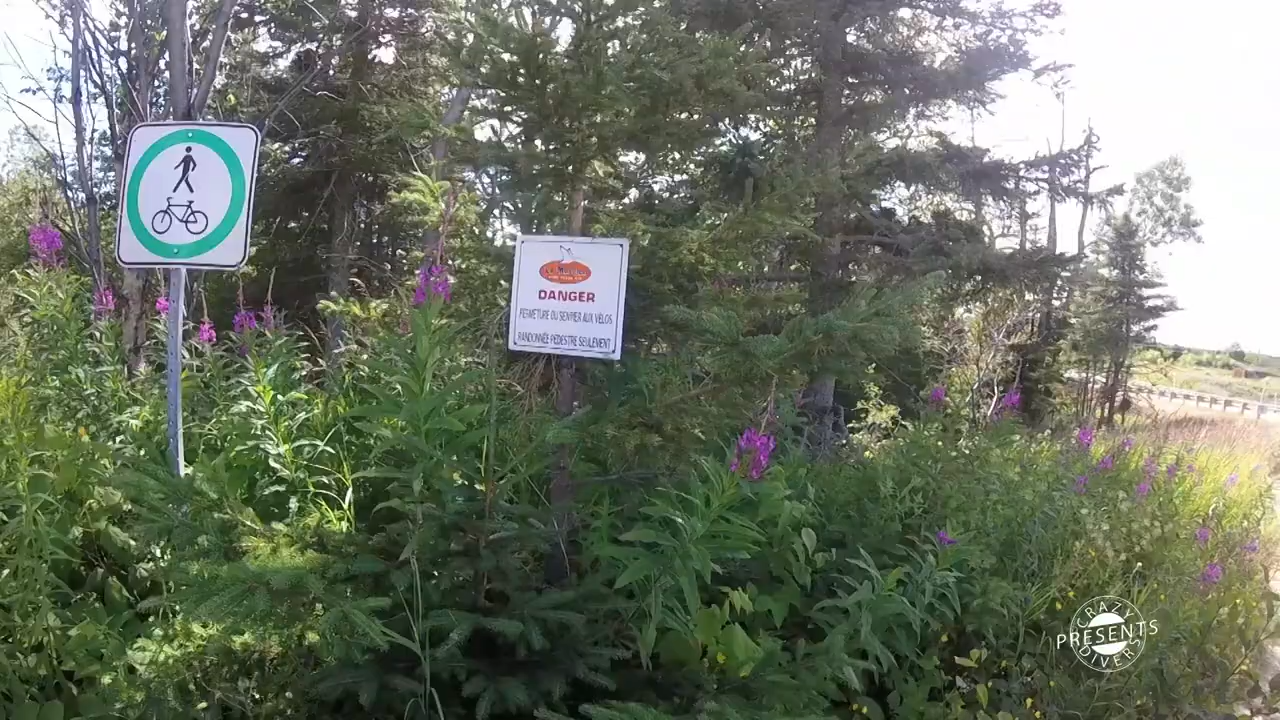 DANGER
FERMETURE DU SENTIER AUX VÉLOS
RANDONNÉE PÉDESTRE SEULEMENT
CRAZY
PRESENTS
DIVERS